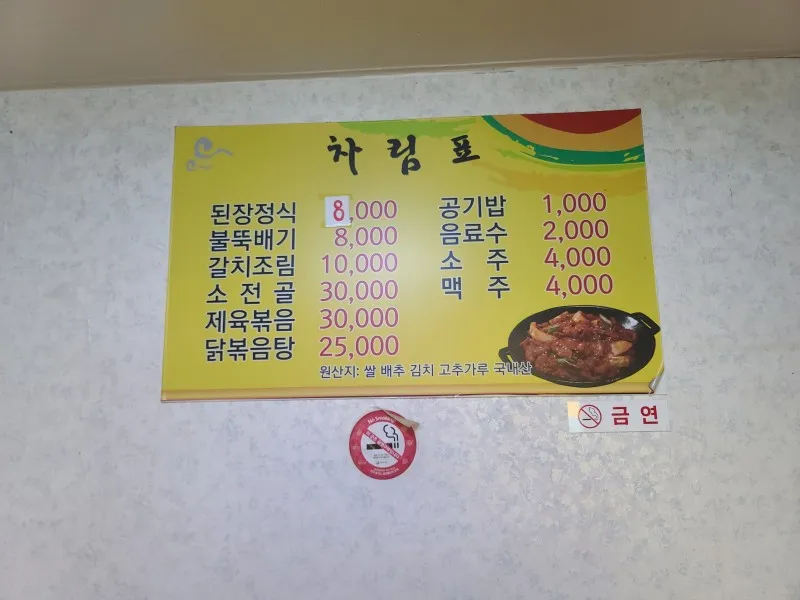 차림표
된장정식 8,000
불뚝배기 8,000
갈치조림 10,000
소전골 30,000
제육볶음 30,000
닭볶음탕 25,000
공기밥 1,000
음료수 2,000
소주 4,000
맥주 4,000
원산지: 쌀 배추 김치 고추가루 국내산
금연
No Smoking